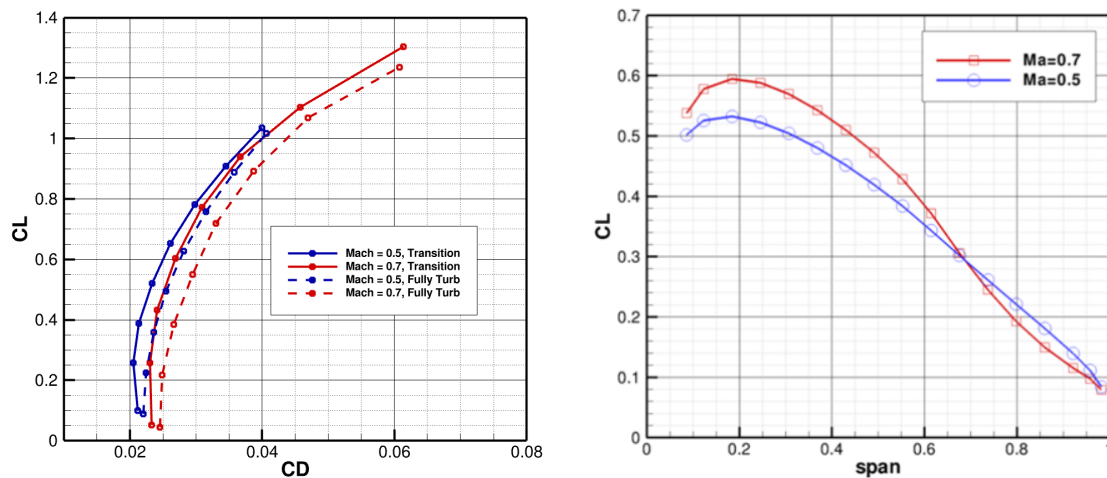 1.4
1.2
1
0.8
0.6
0.4
0.2
0
CL
0.02
0.04
0.06
0.08
CD
Mach = 0.5, Transition
Mach = 0.7, Transition
Mach = 0.5, Fully Turb
Mach = 0.7, Fully Turb
0.7
0.6
0.5
0.4
0.3
0.2
0.1
0
CL
0
0.2
0.4
0.6
0.8
span
Ma=0.7
Ma=0.5